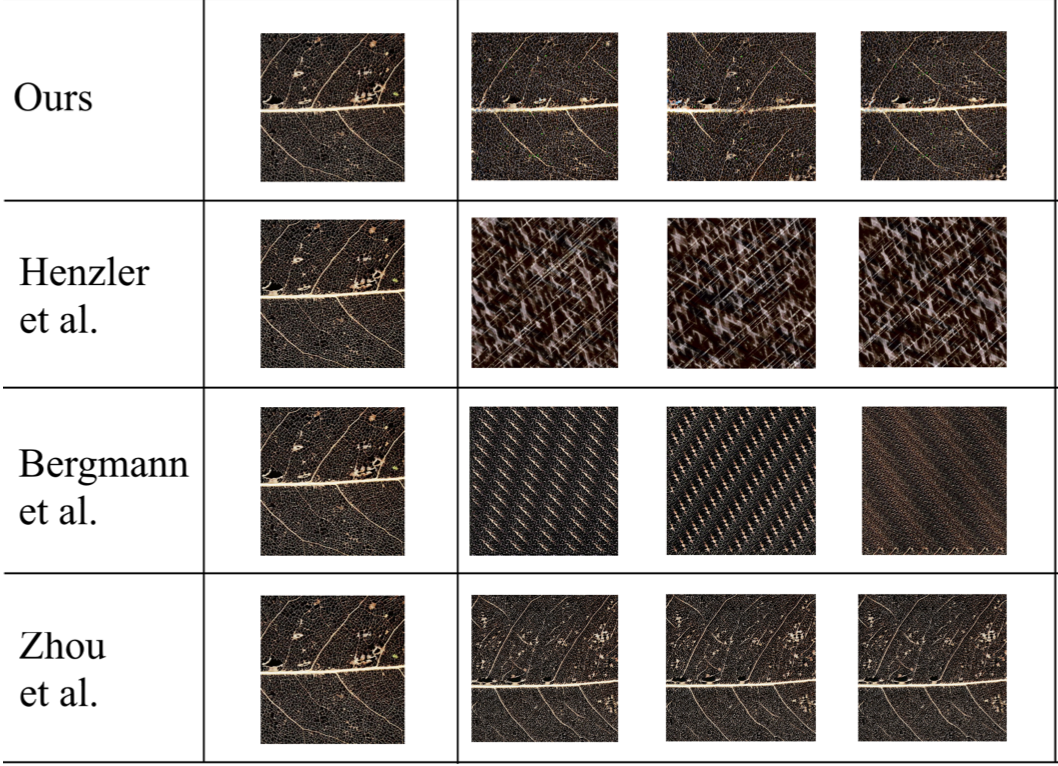 Ours
Henzler
et al.
Bergmann
et al.
Zhou
et al.